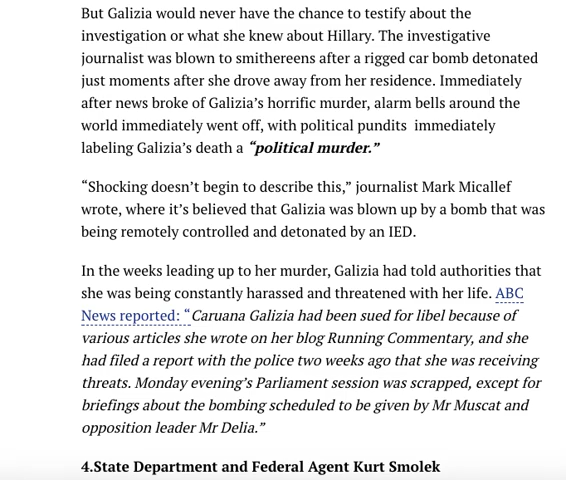 But Galizia would never have the chance to testify about the
investigation or what she knew about Hillary. The investigative
journalist was blown to smithereens after a rigged car bomb detonated
just moments after she drove away from her residence. Immediately
after news broke of Galizia’s horrific murder, alarm bells around the
world immediately went off, with political pundits  immediately
labeling Galizia’s death a “political murder.”
“Shocking doesn’t begin to describe this,” journalist Mark Micallef
wrote, where it’s believed that Galizia was blown up by a bomb that was
being remotely controlled and detonated by an IED.
In the weeks leading up to her murder, Galizia had told authorities that
she was being constantly harassed and threatened with her life. ABC
News reported: “Caruana Galizia had been sued for libel because of
various articles she wrote on her blog Running Commentary, and she
had filed a report with the police two weeks ago that she was receiving
threats. Monday evening’s Parliament session was scrapped, except for
briefings about the bombing scheduled to be given by Mr Muscat and
opposition leader Mr Delia.”
4.State Department and Federal Agent Kurt Smolek